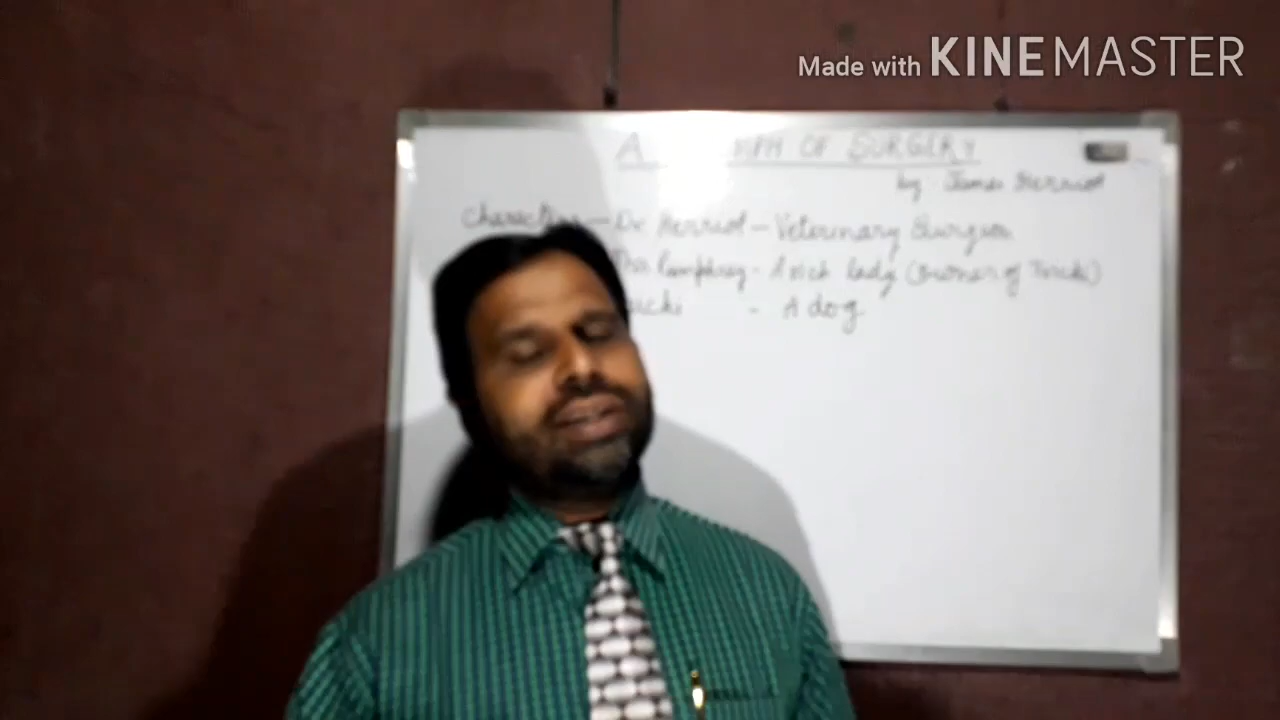 Made with KINEMASTER
A MPH OF SURGERY
by James Herriot
Characters - Dr. Herriot - Veterinary Surgeon
Pumphrey - A rich lady (owner of Tricki)
- A dog